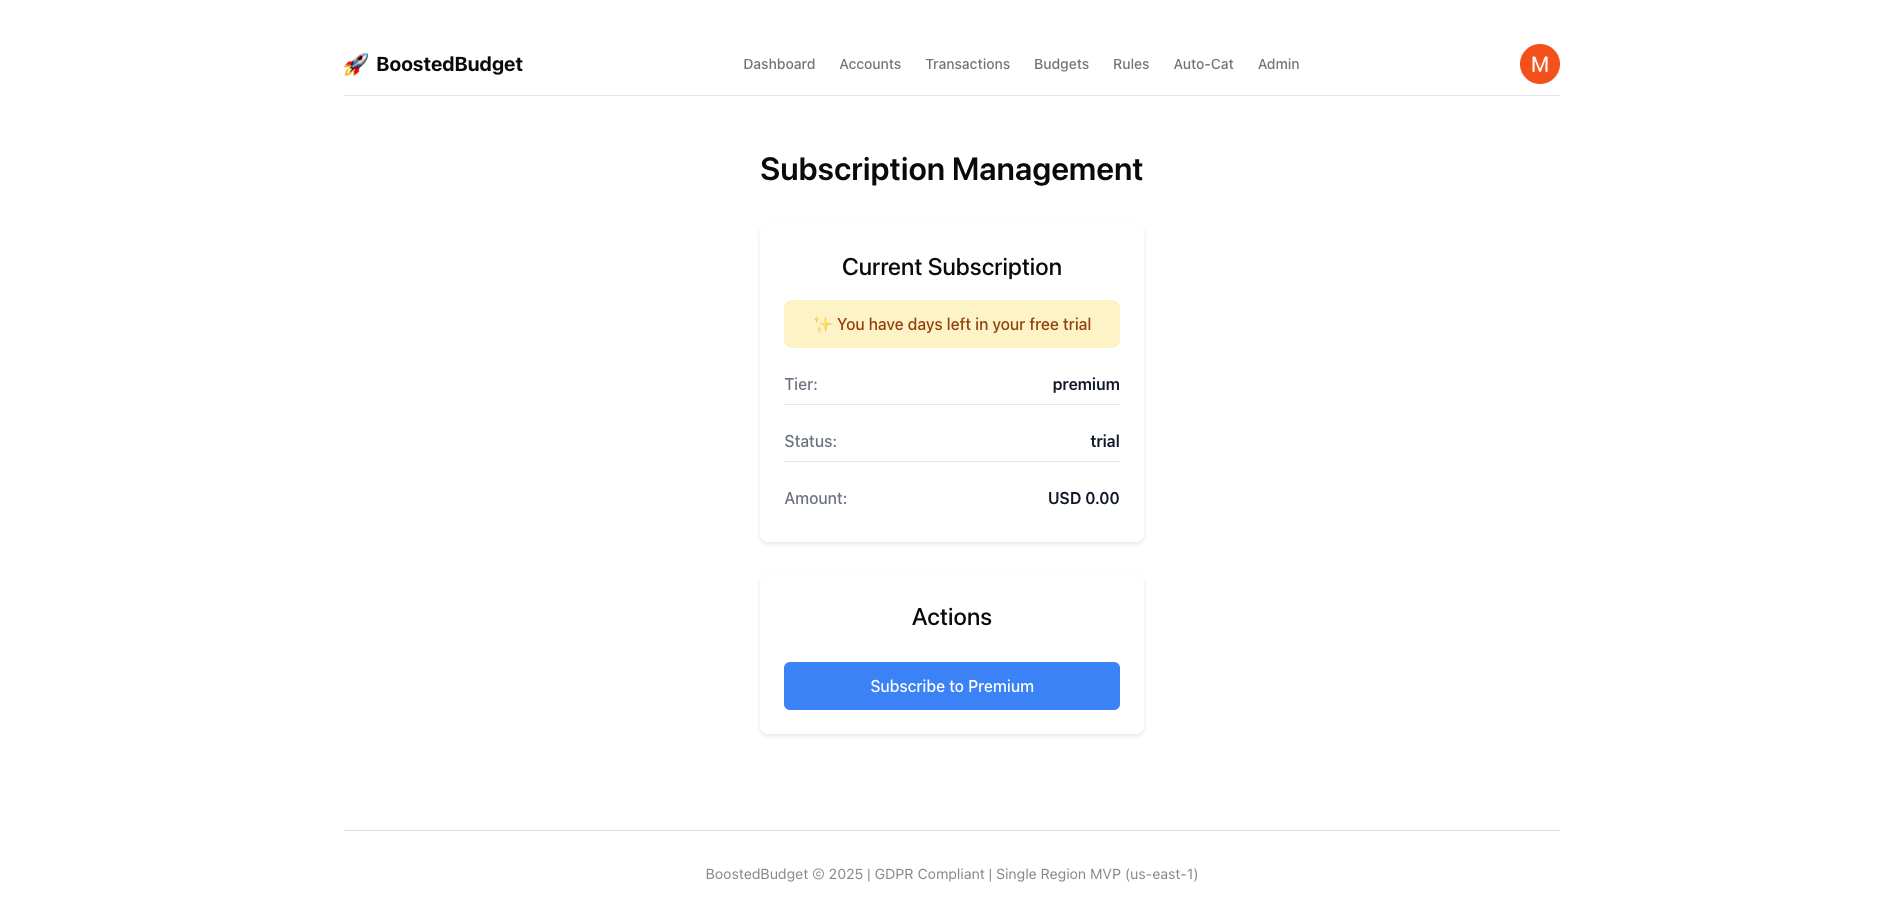 🚀 BoostedBudget
Dashboard Accounts Transactions Budgets Rules Auto-Cat Admin
M
Subscription Management
Current Subscription
✨ You have days left in your free trial
Tier: premium
Status: trial
Amount: USD 0.00
Actions
Subscribe to Premium
BoostedBudget © 2025 | GDPR Compliant | Single Region MVP (us-east-1)